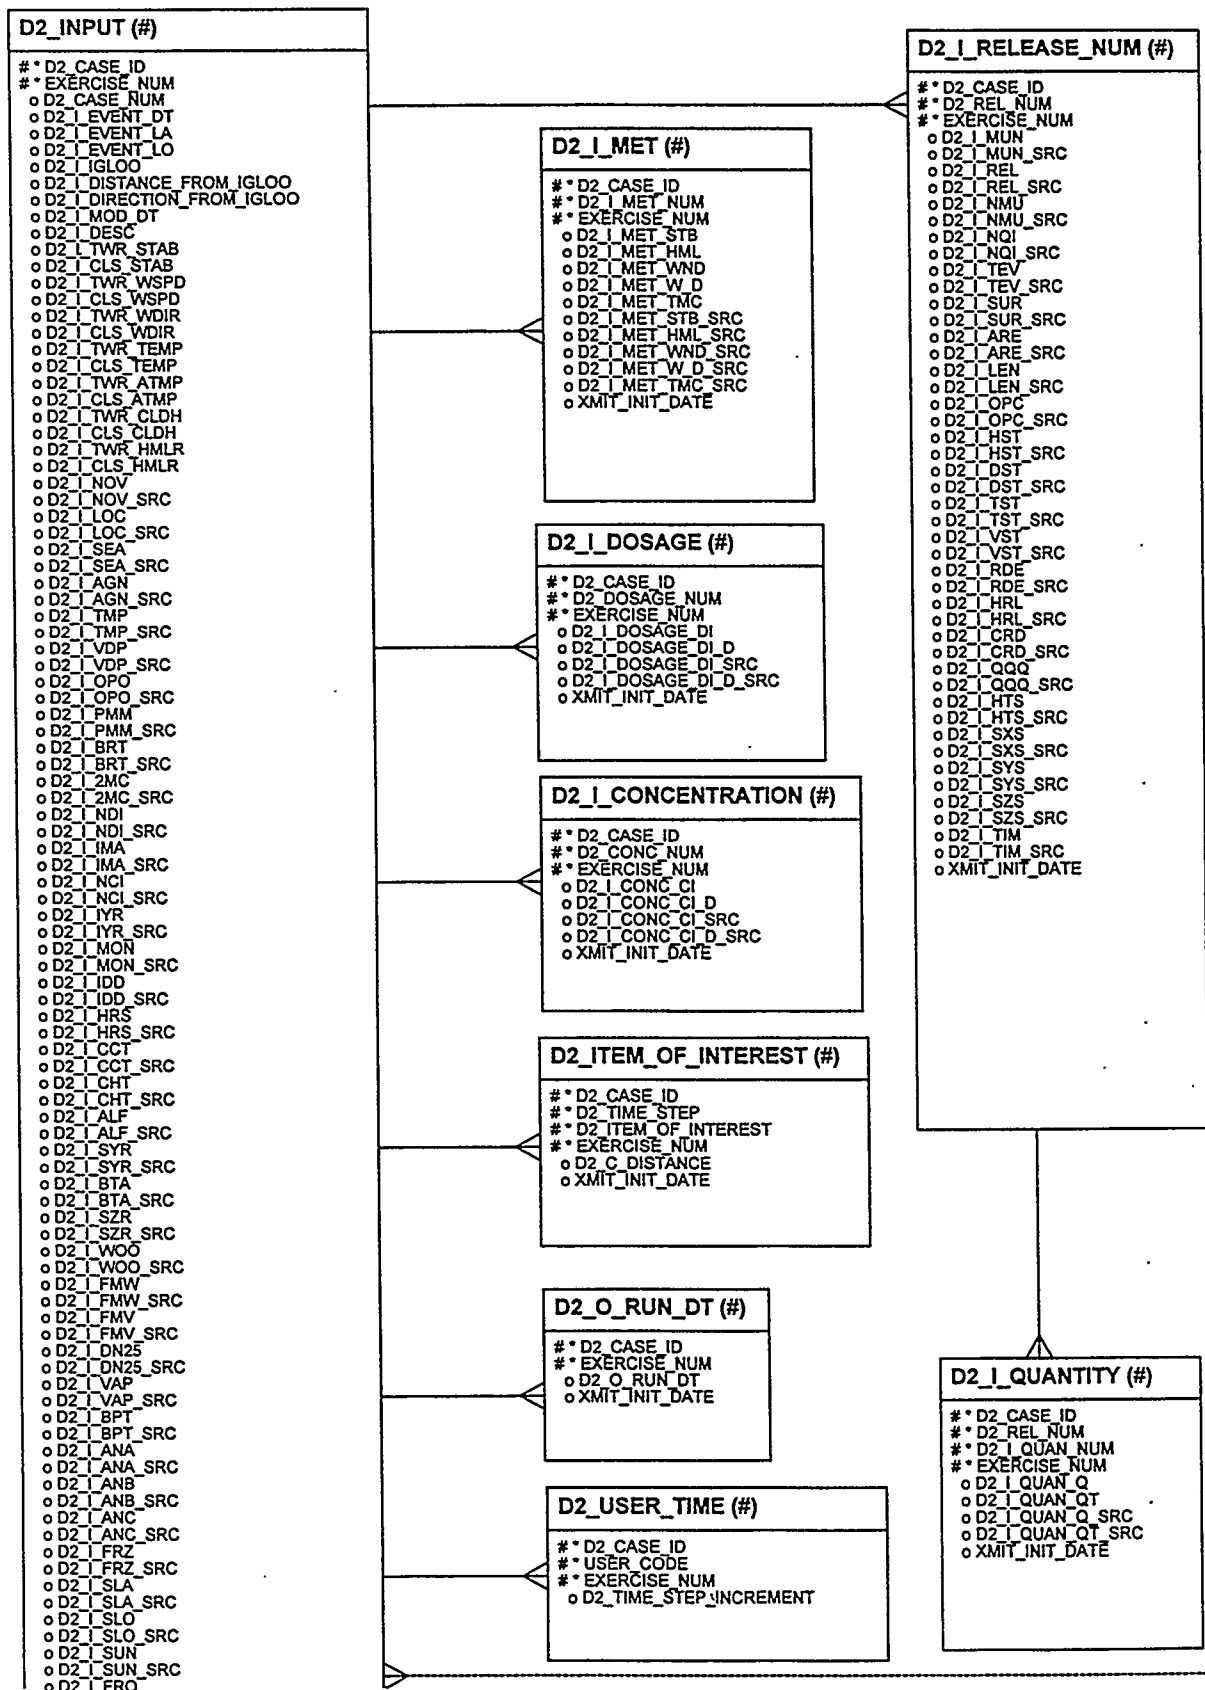 D2_INPUT (#)
#*D2_CASE_ID
#*EXERCISE_NUM
o D2_CASE_NUM
o D2_I_EVENT_DT
o D2_I_EVENT_LA
o D2_I_EVENT_LO
o D2_I_IGLOO
o D2_I_DISTANCE_FROM_IGLOO
o D2_I_DIRECTION_FROM_IGLOO
o D2_I_MOD_DT
o D2_I_DESC
o D2_I_TWR_STAB
o D2_I_CLS_STAB
o D2_I_TWR_WSPD
o D2_I_CLS_WSPD
o D2_I_TWR_WDIR
o D2_I_CLS_WDIR
o D2_I_TWR_TEMP
o D2_I_CLS_TEMP
o D2_I_TWR_ATMP
o D2_I_CLS_ATMP
o D2_I_TWR_CLDH
o D2_I_CLS_CLDH
o D2_I_TWR_HMLR
o D2_I_CLS_HMLR
o D2_I_NOV
o D2_I_NOV_SRC
o D2_I_LOC
o D2_I_LOC_SRC
o D2_I_SEA
o D2_I_SEA_SRC
o D2_I_AGN
o D2_I_AGN_SRC
o D2_I_TMP
o D2_I_TMP_SRC
o D2_I_VDP
o D2_I_VDP_SRC
o D2_I_OPO
o D2_I_OPO_SRC
o D2_I_PMM
o D2_I_PMM_SRC
o D2_I_BRT
o D2_I_BRT_SRC
o D2_I_2MC
o D2_I_2MC_SRC
o D2_I_NDI
o D2_I_NDI_SRC
o D2_I_IMA
o D2_I_IMA_SRC
o D2_I_NCI
o D2_I_NCI_SRC
o D2_I_IYR
o D2_I_IYR_SRC
o D2_I_MON
o D2_I_MON_SRC
o D2_I_IDD
o D2_I_IDD_SRC
o D2_I_HRS
o D2_I_HRS_SRC
o D2_I_CCT
o D2_I_CCT_SRC
o D2_I_CHT
o D2_I_CHT_SRC
o D2_I_ALF
o D2_I_ALF_SRC
o D2_I_SYR
o D2_I_SYR_SRC
o D2_I_BTA
o D2_I_BTA_SRC
o D2_I_SZR
o D2_I_SZR_SRC
o D2_I_WOO
o D2_I_WOO_SRC
o D2_I_FMW
o D2_I_FMW_SRC
o D2_I_FMV
o D2_I_FMV_SRC
o D2_I_DN25
o D2_I_DN25_SRC
o D2_I_VAP
o D2_I_VAP_SRC
o D2_I_BPT
o D2_I_BPT_SRC
o D2_I_ANA
o D2_I_ANA_SRC
o D2_I_ANB
o D2_I_ANB_SRC
o D2_I_ANC
o D2_I_ANC_SRC
o D2_I_FRZ
o D2_I_FRZ_SRC
o D2_I_SLA
o D2_I_SLA_SRC
o D2_I_SLO
o D2_I_SLO_SRC
o D2_I_SUN
o D2_I_SUN_SRC
D2_I_MET (#)
#*D2_CASE_ID
#*D2_I_MET_NUM
#*EXERCISE_NUM
o D2_I_MET_STB
o D2_I_MET_HML
o D2_I_MET_WND
o D2_I_MET_W_D
o D2_I_MET_TMC
o D2_I_MET_STB_SRC
o D2_I_MET_HML_SRC
o D2_I_MET_WND_SRC
o D2_I_MET_W_D_SRC
o D2_I_MET_TMC_SRC
o XMIT_INIT_DATE
D2_I_DOSAGE (#)
#*D2_CASE_ID
#*D2_DOSAGE_NUM
#*EXERCISE_NUM
o D2_I_DOSAGE_DI
o D2_I_DOSAGE_DI_D
o D2_I_DOSAGE_DI_SRC
o D2_I_DOSAGE_DI_D_SRC
o XMIT_INIT_DATE
D2_I_CONCENTRATION (#)
#*D2_CASE_ID
#*D2_CONC_NUM
#*EXERCISE_NUM
o D2_I_CONC_CI
o D2_I_CONC_CI_D
o D2_I_CONC_CI_SRC
o D2_I_CONC_CI_D_SRC
o XMIT_INIT_DATE
D2_ITEM_OF_INTEREST (#)
#*D2_CASE_ID
#*D2_TIME_STEP
#*D2_ITEM_OF_INTEREST
#*EXERCISE_NUM
o D2_C_DISTANCE
o XMIT_INIT_DATE
D2_O_RUN_DT (#)
#*D2_CASE_ID
#*EXERCISE_NUM
o D2_O_RUN_DT
o XMIT_INIT_DATE
D2_USER_TIME (#)
#*D2_CASE_ID
#*USER_CODE
#*EXERCISE_NUM
o D2_TIME_STEP_INCREMENT
D2_I_RELEASE_NUM (#)
#*D2_CASE_ID
#*D2_REL_NUM
#*EXERCISE_NUM
o D2_I_MUN
o D2_I_MUN_SRC
o D2_I_REL
o D2_I_REL_SRC
o D2_I_NMU
o D2_I_NMU_SRC
o D2_I_NQI
o D2_I_NQI_SRC
o D2_I_TEV
o D2_I_TEV_SRC
o D2_I_SUR
o D2_I_SUR_SRC
o D2_I_ARE
o D2_I_ARE_SRC
o D2_I_LEN
o D2_I_LEN_SRC
o D2_I_OPC
o D2_I_OPC_SRC
o D2_I_HST
o D2_I_HST_SRC
o D2_I_DST
o D2_I_DST_SRC
o D2_I_TST
o D2_I_TST_SRC
o D2_I_VST
o D2_I_VST_SRC
o D2_I_RDE
o D2_I_RDE_SRC
o D2_I_HRL
o D2_I_HRL_SRC
o D2_I_CRD
o D2_I_CRD_SRC
o D2_I_QQQ
o D2_I_QQQ_SRC
o D2_I_HTS
o D2_I_HTS_SRC
o D2_I_SXS
o D2_I_SXS_SRC
o D2_I_SYS
o D2_I_SYS_SRC
o D2_I_SZS
o D2_I_SZS_SRC
o D2_I_TIM
o D2_I_TIM_SRC
o XMIT_INIT_DATE
D2_I_QUANTITY (#)
#*D2_CASE_ID
#*D2_REL_NUM
#*D2_I_QUAN_NUM
#*EXERCISE_NUM
o D2_I_QUAN_Q
o D2_I_QUAN_QT
o D2_I_QUAN_Q_SRC
o D2_I_QUAN_QT_SRC
o XMIT_INIT_DATE